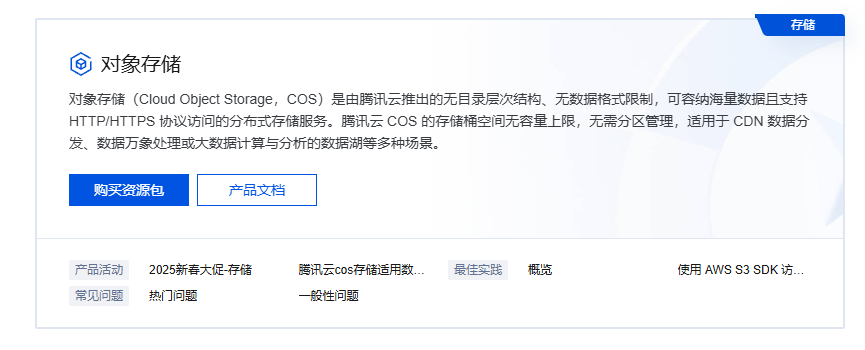 存储
对象存储
对象存储（Cloud Object Storage，COS）是由腾讯云推出的无目录层次结构、无数据格式限制，可容纳海量数据且支持
HTTP/HTTPS 协议访问的分布式存储服务。腾讯云 COS 的存储桶空间无容量上限，无需分区管理，适用于 CDN 数据分
发、数据万象处理或大数据计算与分析的数据湖等多种场景。
购买资源包 产品文档
产品活动 2025新春大促-存储 腾讯云cos存储适用数... 最佳实践 概览 使用 AWS S3 SDK 访...
常见问题 热门问题 一般性问题